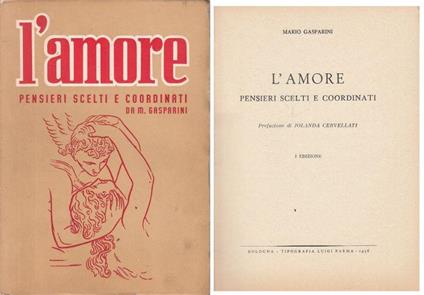 l'amore
PENSIERI SCELTI E COORDINATI
DA M. GASPARINI
MARIO GASPARINI
L'AMORE
PENSIERI SCELTI E COORDINATI
Prefazione di JOLANDA CERVELLATI
I EDIZIONE
BOLOGNA - TIPOGRAFIA LUIGI PARMA -